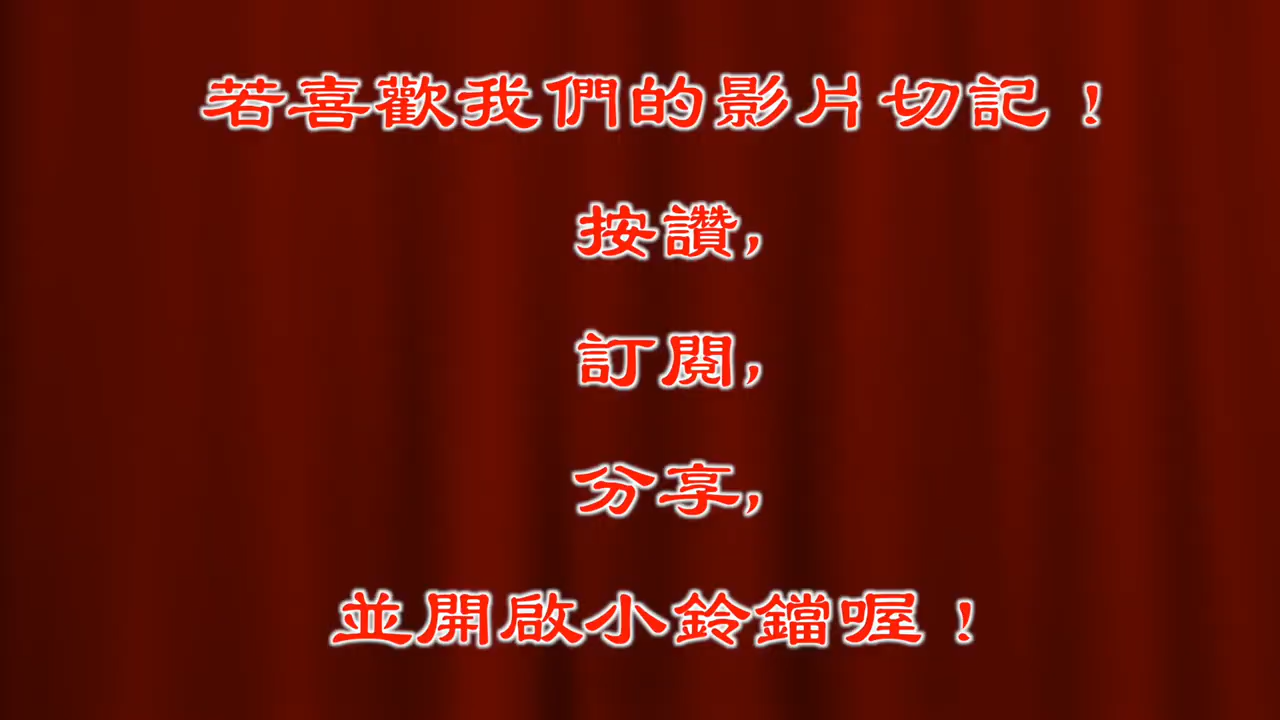 若喜歡我們的影片切記！
按讚,
訂閱,
分享,
並開啟小鈴鐺喔！